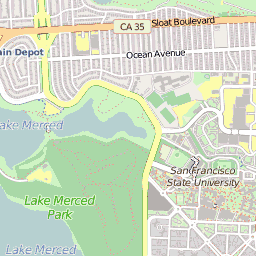 Sloat Boulevard
CA 35
Ocean Avenue
ain Depot
Lake Merced
San Francisco
State University
Lake Merced
Park
Lake Merced